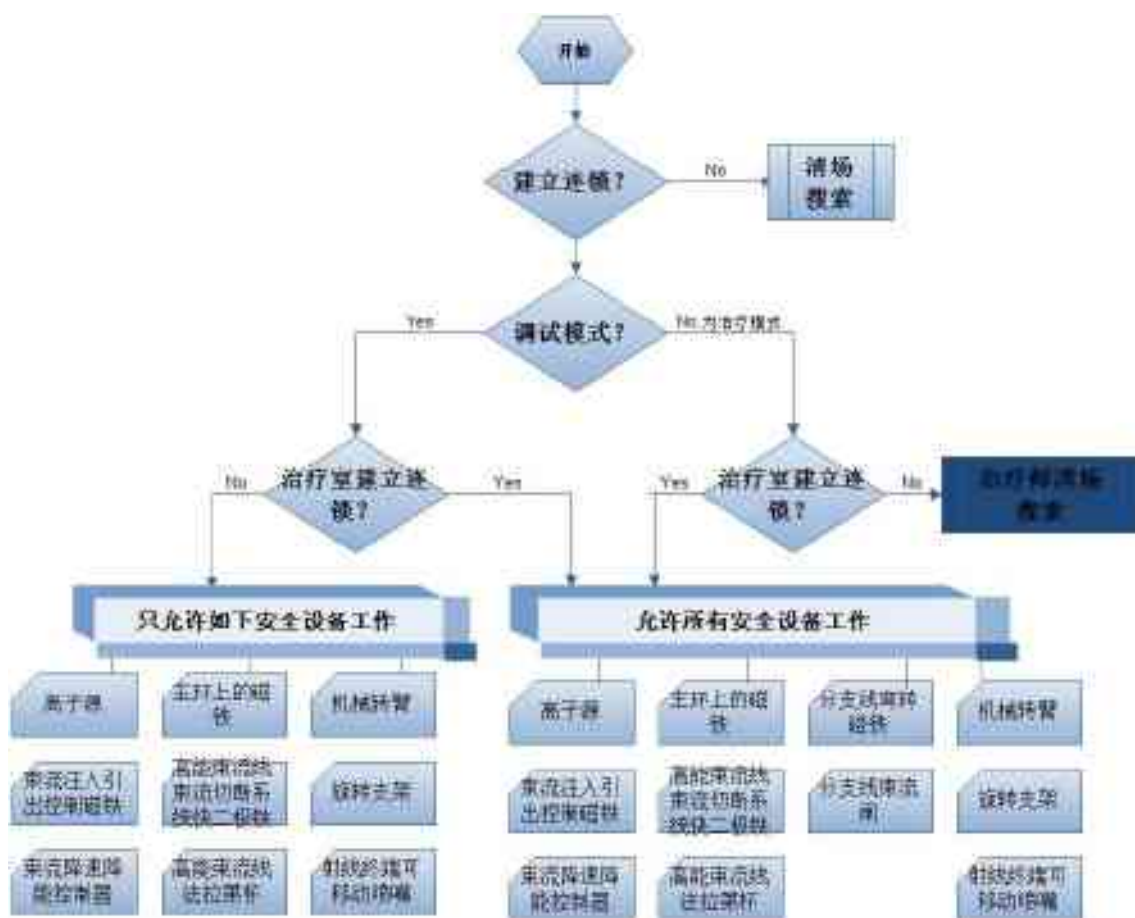 开始
建立连锁?
No
清场
搜索
调试模式?
Yes
No 为治疗模式
治疗室建立连
锁?
No
Yes
治疗室建立连
锁?
Yes
No
治疗师清场
搜索
只允许如下安全设备工作
允许所有安全设备工作
离子源
主环上的磁
铁
机械转臂
束流注入引
出控制磁铁
高能束流线
束流切断系
统快二极铁
旋转支架
束流降速降
能控制器
高能束流线
法拉第杯
射线终端可
移动喷嘴
离子源
主环上的磁
铁
分支线弯转
磁铁
机械转臂
束流注入引
出控制磁铁
高能束流线
束流切断系
统快二极铁
分支线束流
闸
旋转支架
束流降速降
能控制器
高能束流线
法拉第杯
射线终端可
移动喷嘴